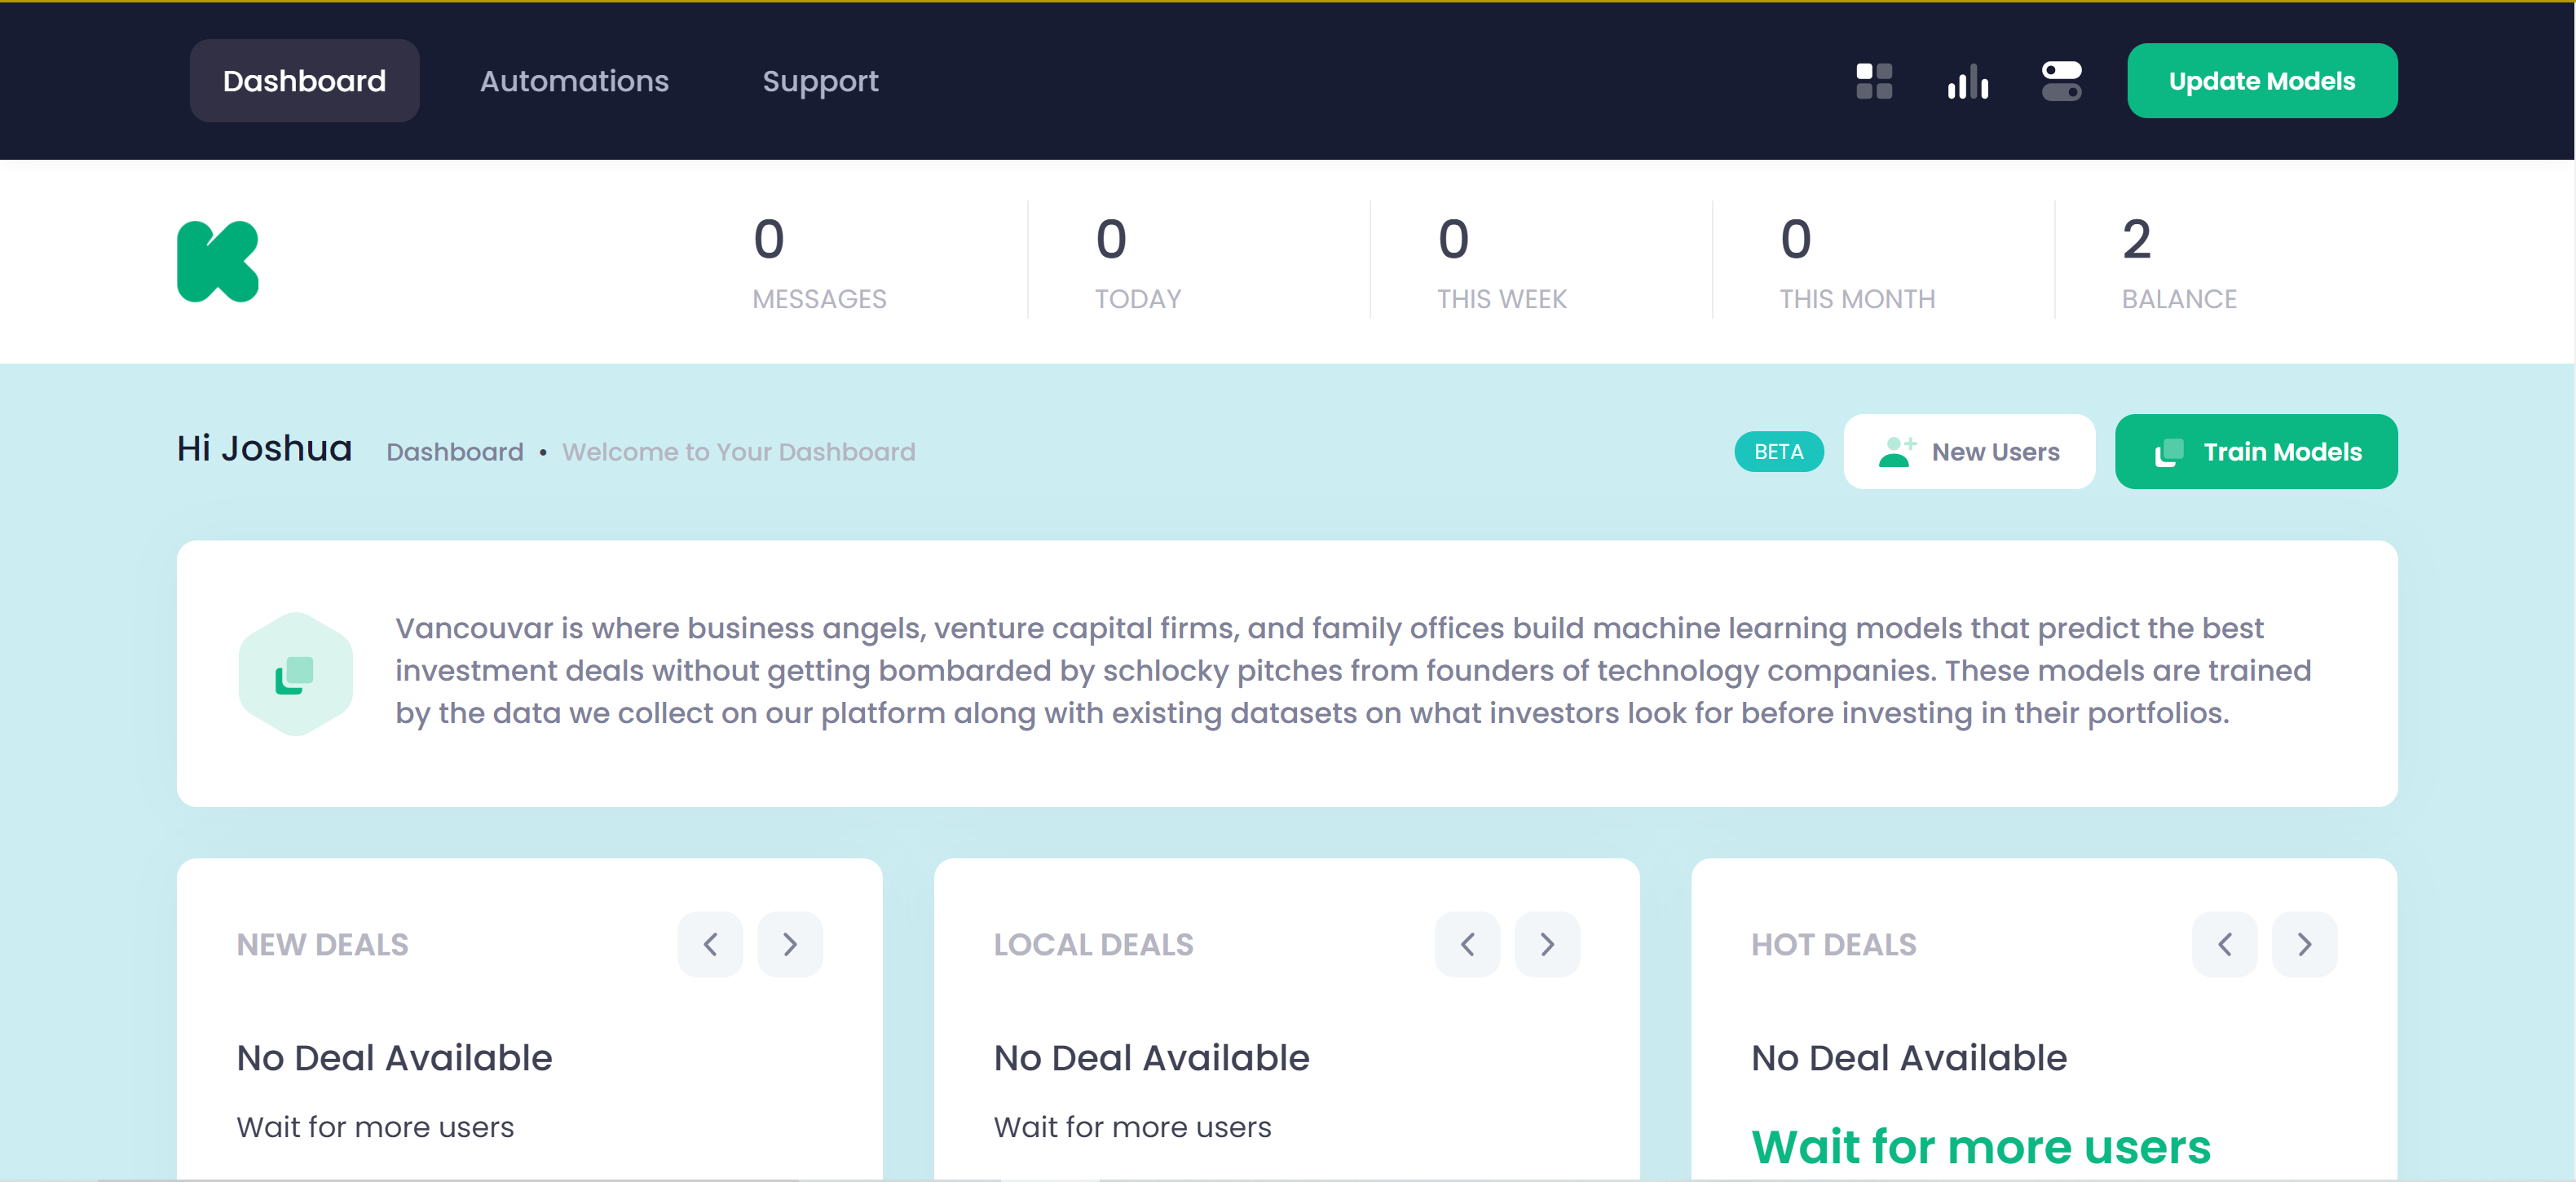 Dashboard Automations Support Update Models
0 0 0 0 2
MESSAGES TODAY THIS WEEK THIS MONTH BALANCE
Hi Joshua Dashboard • Welcome to Your Dashboard BETA New Users Train Models
Vancouvar is where business angels, venture capital firms, and family offices build machine learning models that predict the best
investment deals without getting bombarded by schlocky pitches from founders of technology companies. These models are trained
by the data we collect on our platform along with existing datasets on what investors look for before investing in their portfolios.
NEW DEALS
No Deal Available
Wait for more users
LOCAL DEALS
No Deal Available
Wait for more users
HOT DEALS
No Deal Available
Wait for more users